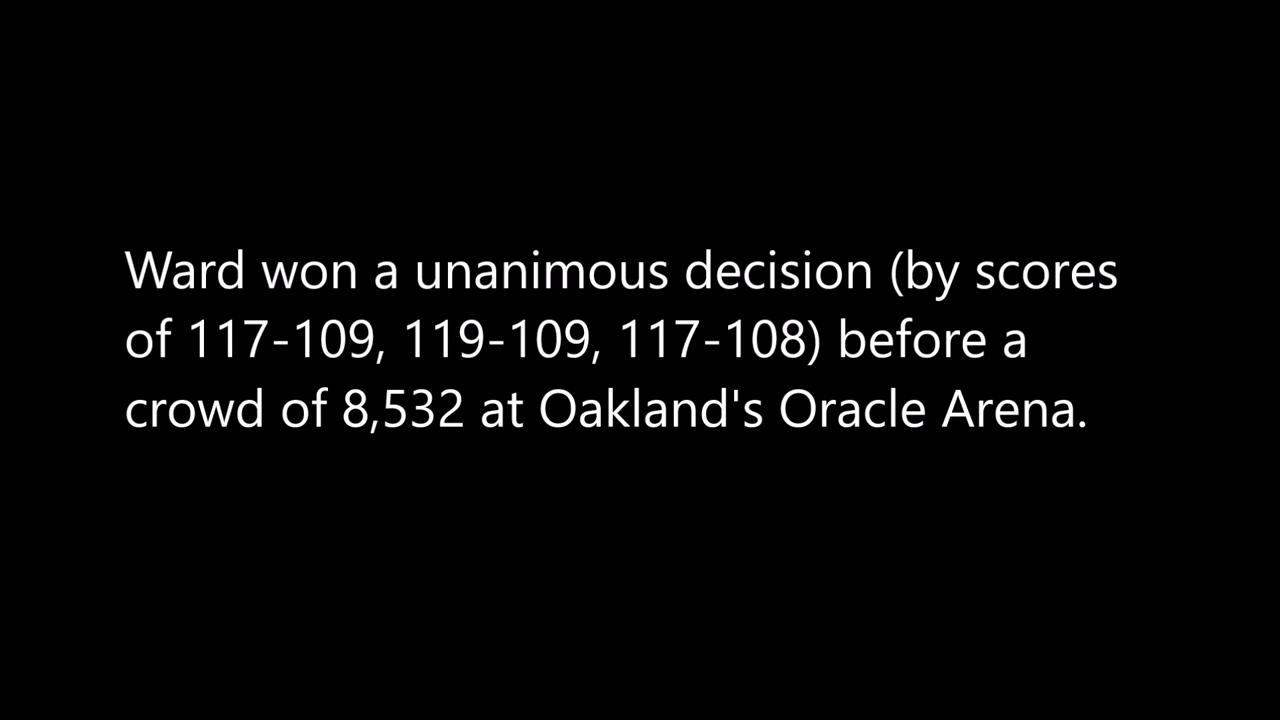 Ward won a unanimous decision (by scores
of 117-109, 119-109, 117-108) before a
crowd of 8,532 at Oakland's Oracle Arena.